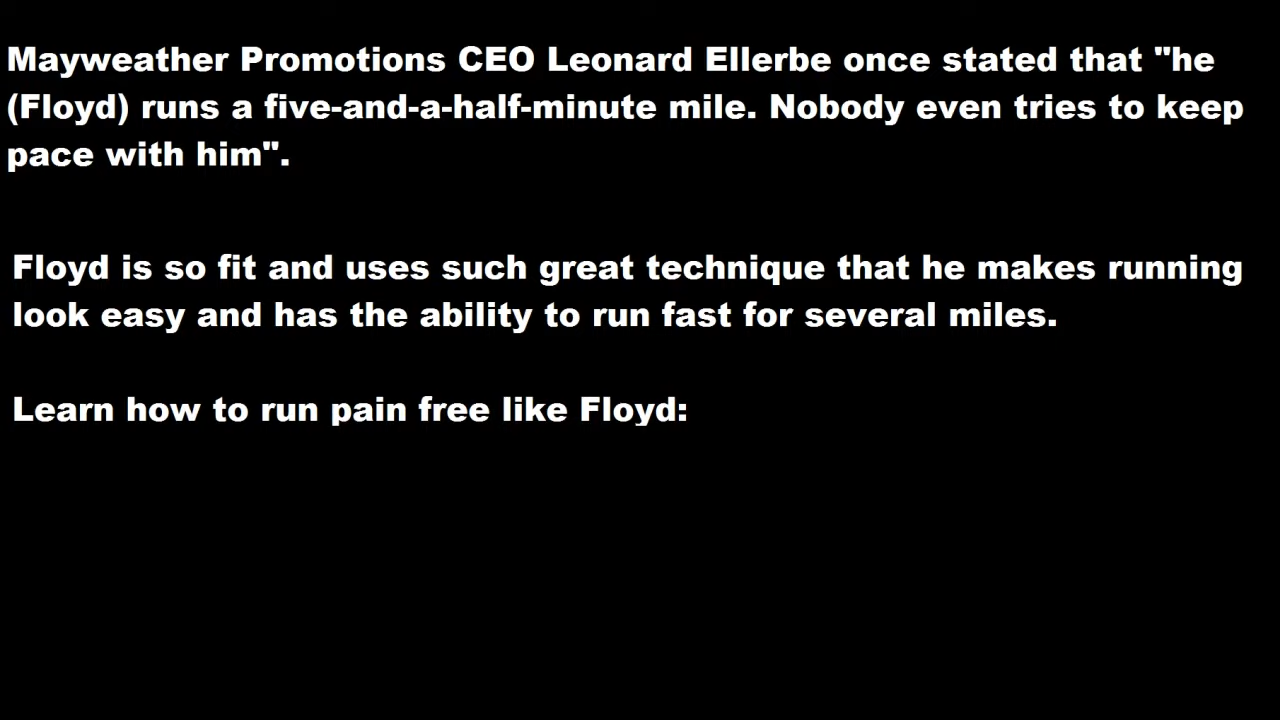 Mayweather Promotions CEO Leonard Ellerbe once stated that "he
(Floyd) runs a five-and-a-half-minute mile. Nobody even tries to keep
pace with him".
Floyd is so fit and uses such great technique that he makes running
look easy and has the ability to run fast for several miles.
Learn how to run pain free like Floyd: